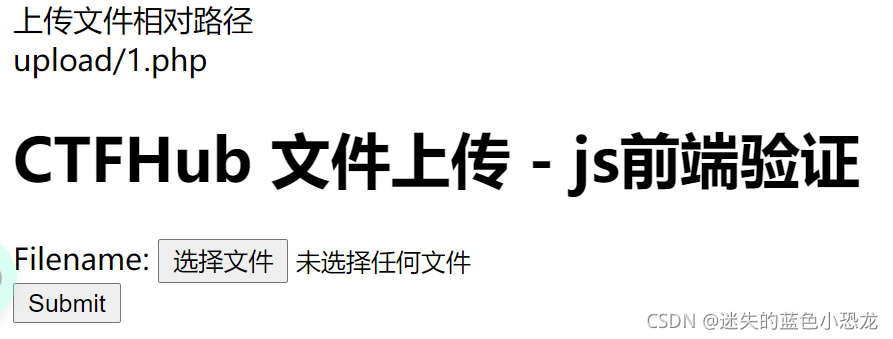 上传文件相对路径
upload/1.php
CTFHub 文件上传 - js前端验证
Filename: 选择文件 未选择任何文件
Submit
CSDN @迷失的蓝色小恐龙